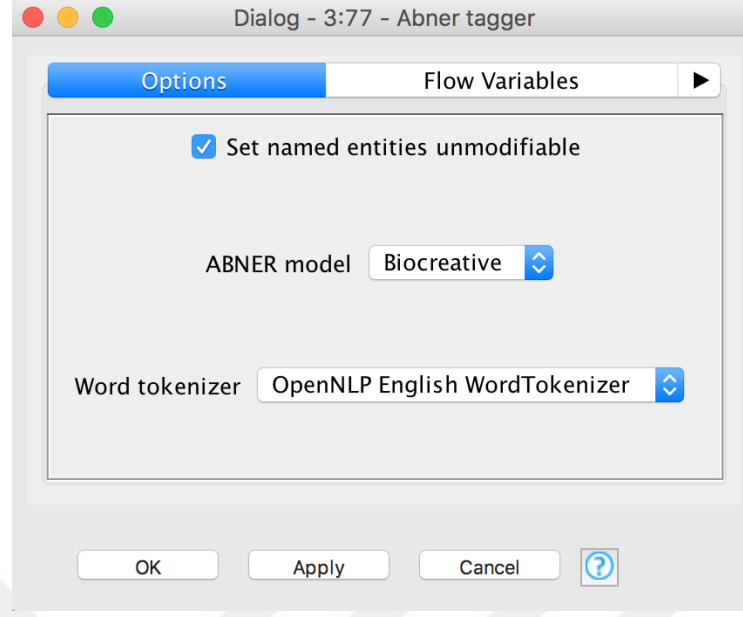 Dialog - 3:77 - Abner tagger
Options Flow Variables
Set named entities unmodifiable
ABNER model Biocreative
Word tokenizer OpenNLP English WordTokenizer
OK Apply Cancel ?